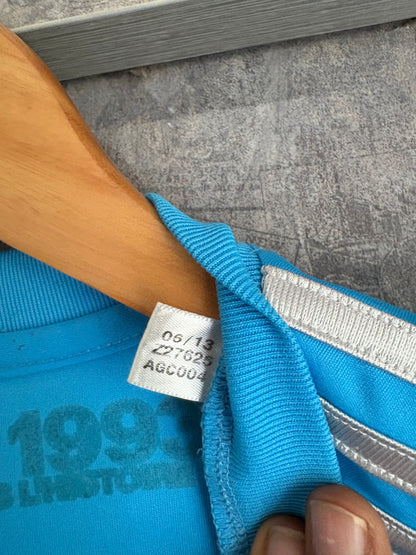 06/13
Z27625
AGC004
1993
S L'HISTOIRE